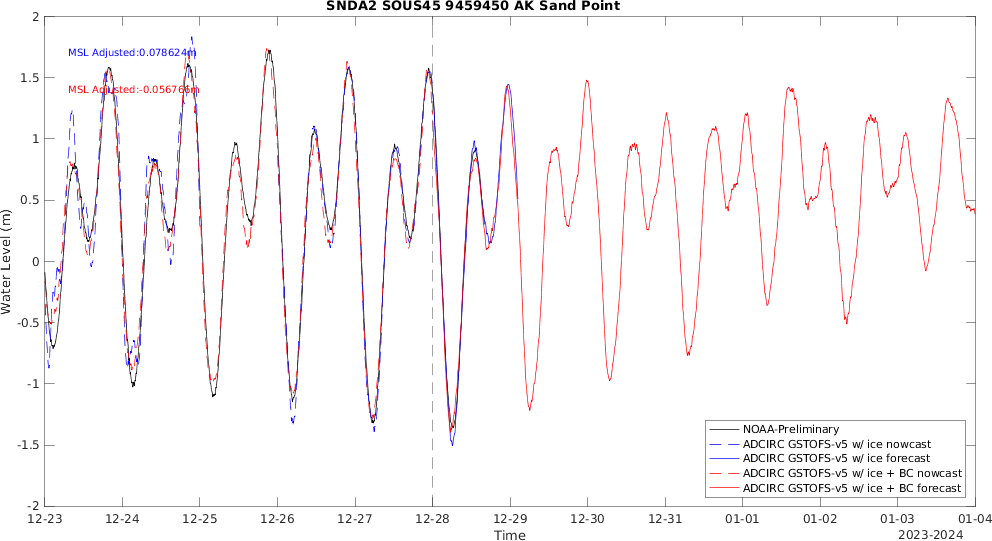 SNDA2 SOUS45 9459450 AK Sand Point
2
1.5
1
0.5
0
-0.5
-1
-1.5
-2
Water Level (m)
MSL Adjusted:0.078624m
MSL Adjusted:-0.056766m
NOAA-Preliminary
ADCIRC GSTOFS-v5 w/ ice nowcast
ADCIRC GSTOFS-v5 w/ ice forecast
ADCIRC GSTOFS-v5 w/ ice + BC nowcast
ADCIRC GSTOFS-v5 w/ ice + BC forecast
12-23 12-24 12-25 12-26 12-27 12-28 12-29 12-30 12-31 01-01 01-02 01-03 01-04
Time
2023-2024